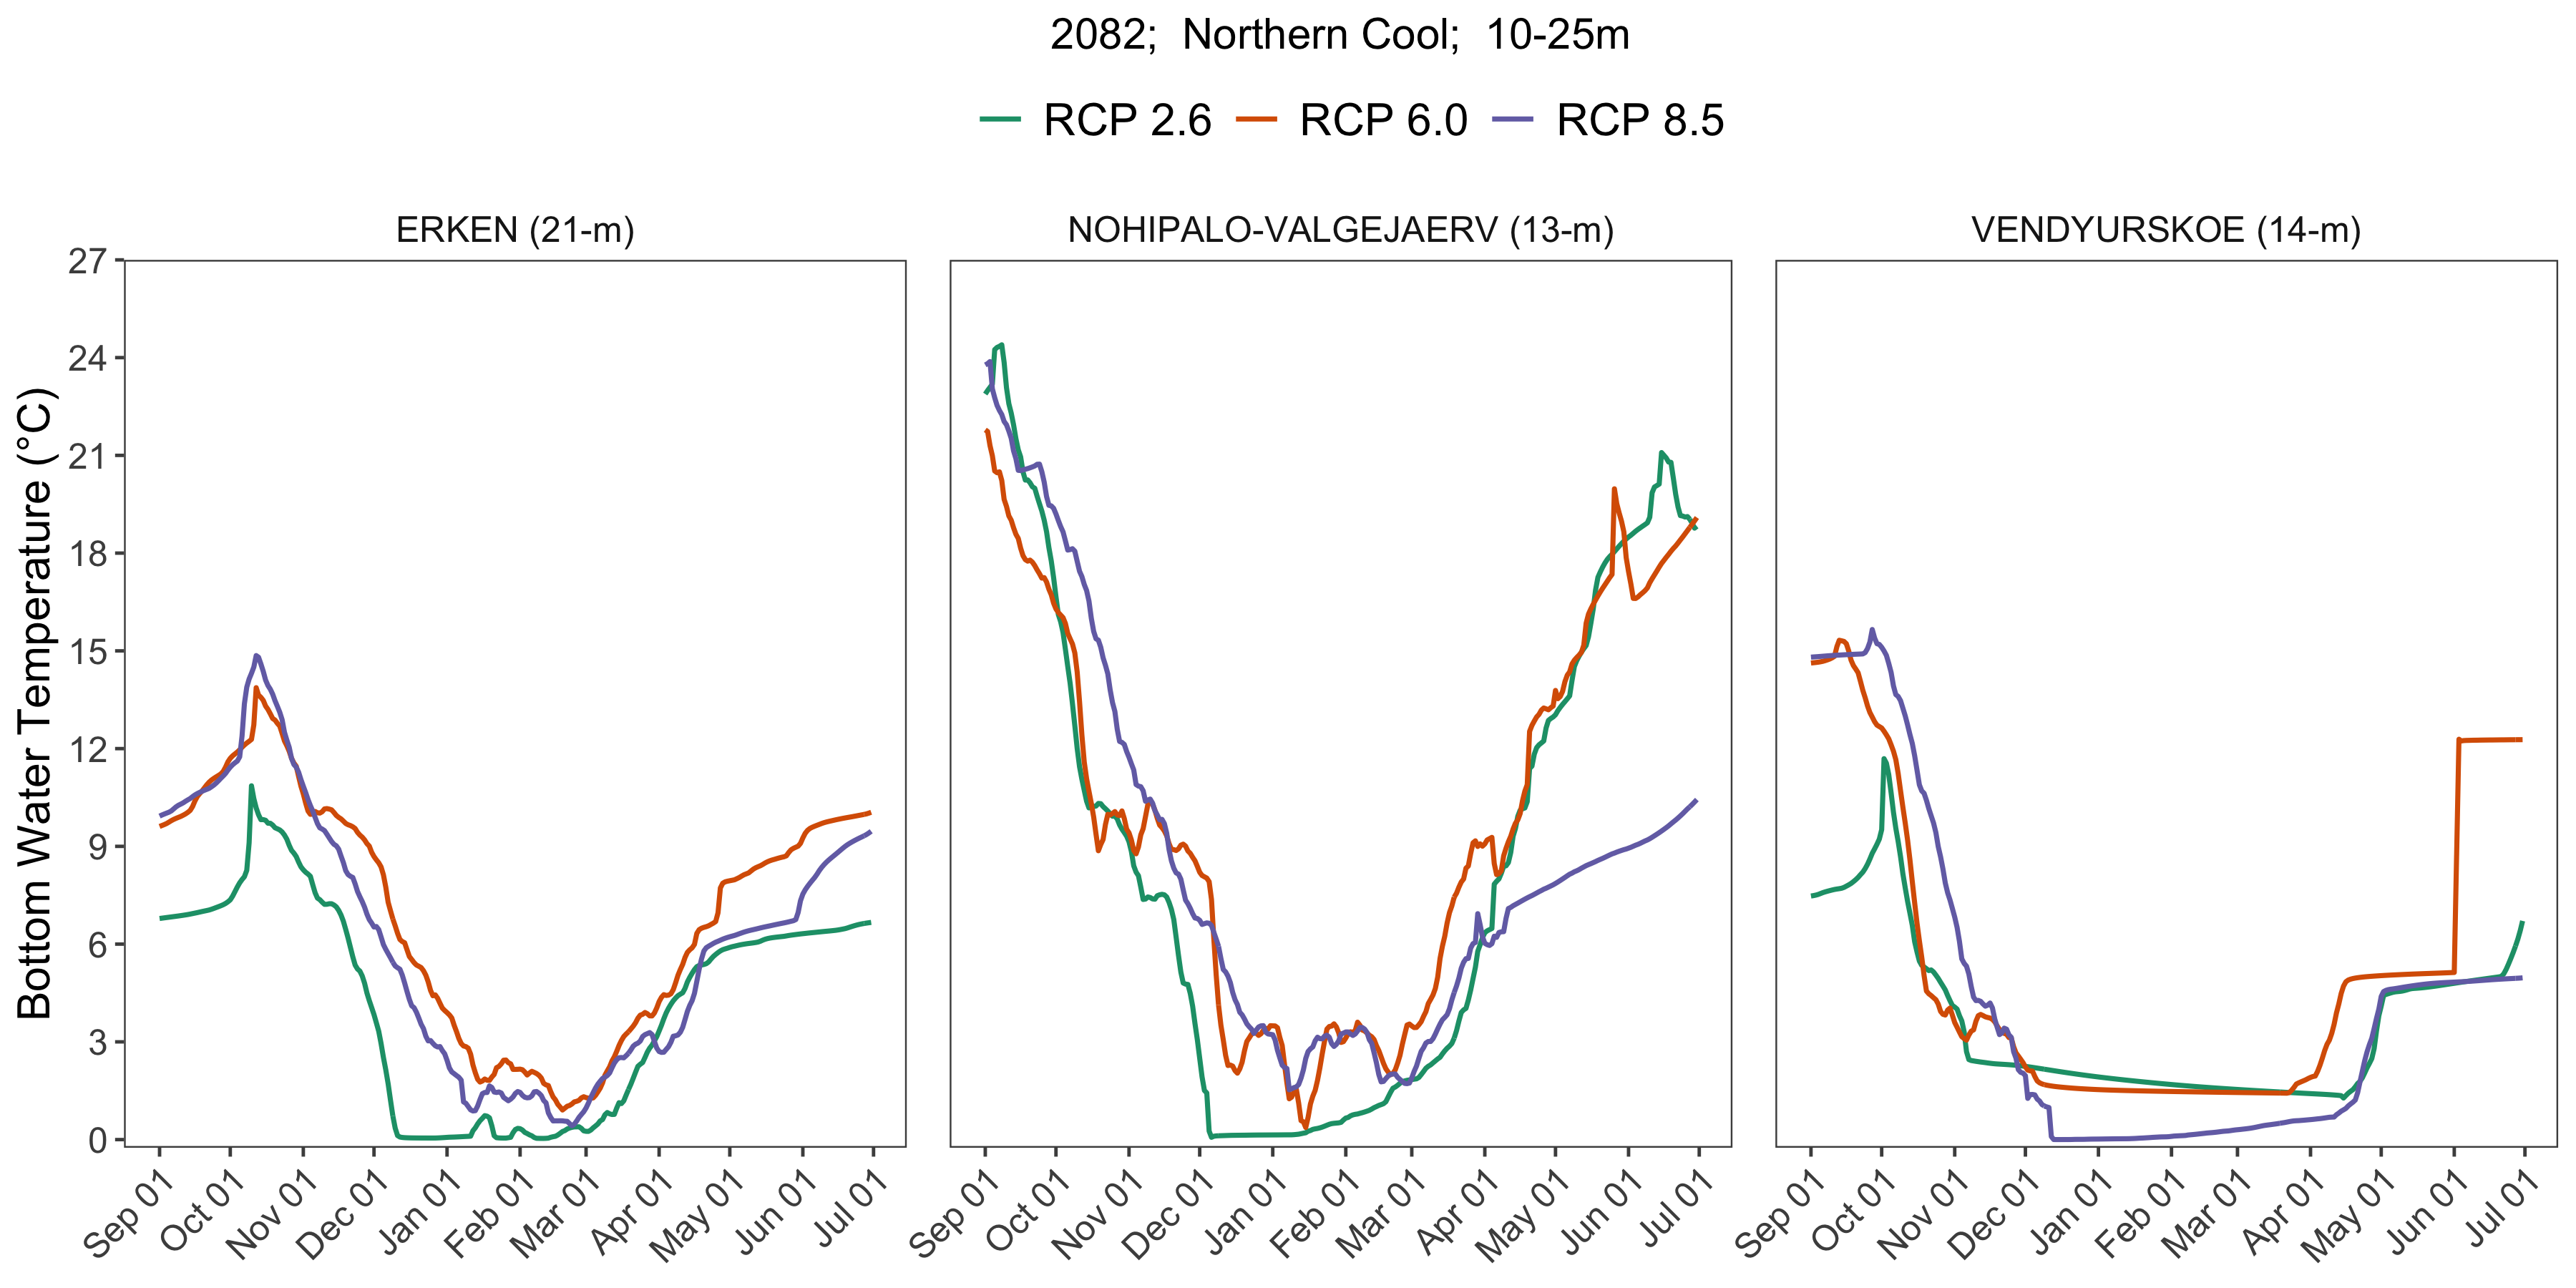 2082;  Northern Cool;  10-25m
RCP 2.6 RCP 6.0 RCP 8.5
ERKEN (21-m) NOHIPALO-VALGEJAERV (13-m) VENDYURSKOE (14-m)
Bottom Water Temperature (°C)
27
24
21
18
15
12
9
6
3
0
Sep 01 Oct 01 Nov 01 Dec 01 Jan 01 Feb 01 Mar 01 Apr 01 May 01 Jun 01 Jul 01 Sep 01 Oct 01 Nov 01 Dec 01 Jan 01 Feb 01 Mar 01 Apr 01 May 01 Jun 01 Jul 01 Sep 01 Oct 01 Nov 01 Dec 01 Jan 01 Feb 01 Mar 01 Apr 01 May 01 Jun 01 Jul 01